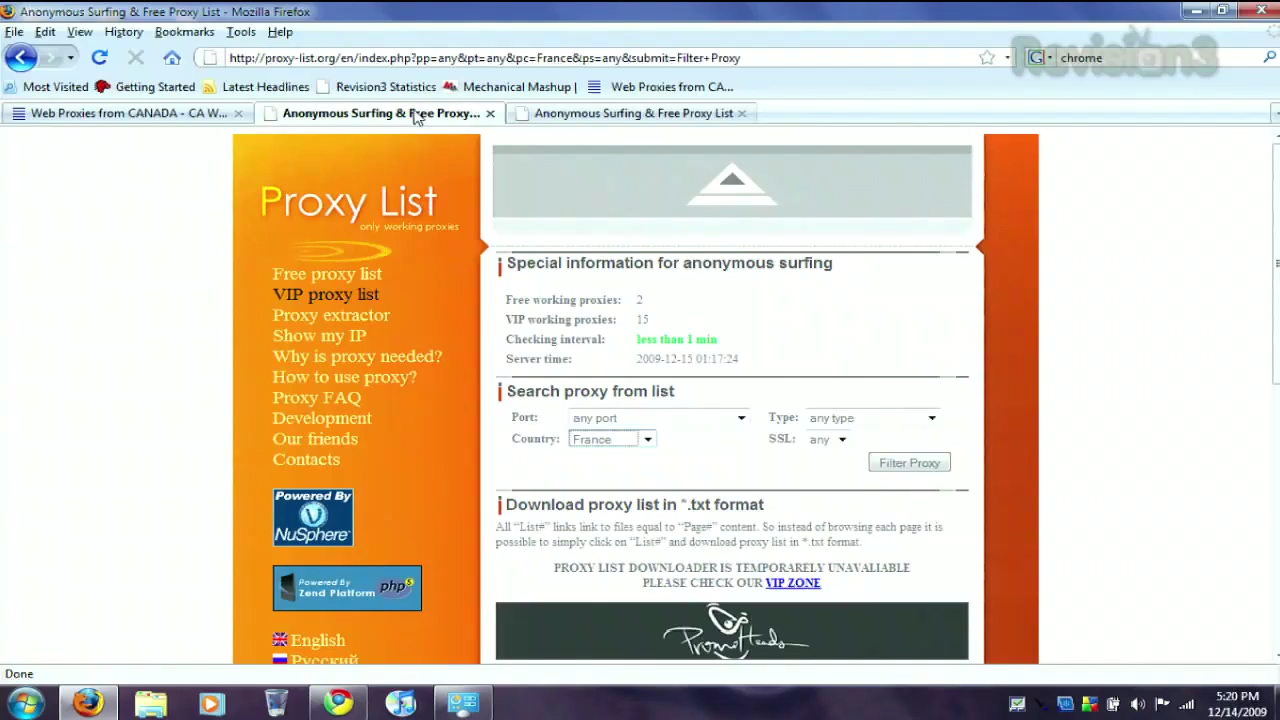 Anonymous Surfing & Free Proxy List - Mozilla Firefox
File Edit View History Bookmarks Tools Help
Revision3
http://proxy-list.org/en/index.php?pp=any&pt=any&pc=France&ps=any&submit=Filter+Proxy
G chrome
Most Visited Getting Started Latest Headlines Revision3 Statistics Mechanical Mashup | Web Proxies from CA...
Web Proxies from CANADA - CA W... Anonymous Surfing & Free Proxy... Anonymous Surfing & Free Proxy List
Proxy List
only working proxies
Free proxy list
VIP proxy list
Proxy extractor
Show my IP
Why is proxy needed?
How to use proxy?
Proxy FAQ
Development
Our friends
Contacts
Powered By
NuSphere
Powered By
Zend Platform php5
English
Русский
Special information for anonymous surfing
Free working proxies: 2
VIP working proxies: 15
Checking interval: less than 1 min
Server time: 2009-12-15 01:17:24
Search proxy from list
Port: any port Type: any type
Country: France SSL: any
Filter Proxy
Download proxy list in *.txt format
All "List#" links link to files equal to "Page#" content. So instead of browsing each page it is
possible to simply click on "List#" and download proxy list in *.txt format.
PROXY LIST DOWNLOADER IS TEMPORARELY UNAVALIABLE
PLEASE CHECK OUR VIP ZONE
PromoHeads
Done
5:20 PM
12/14/2009